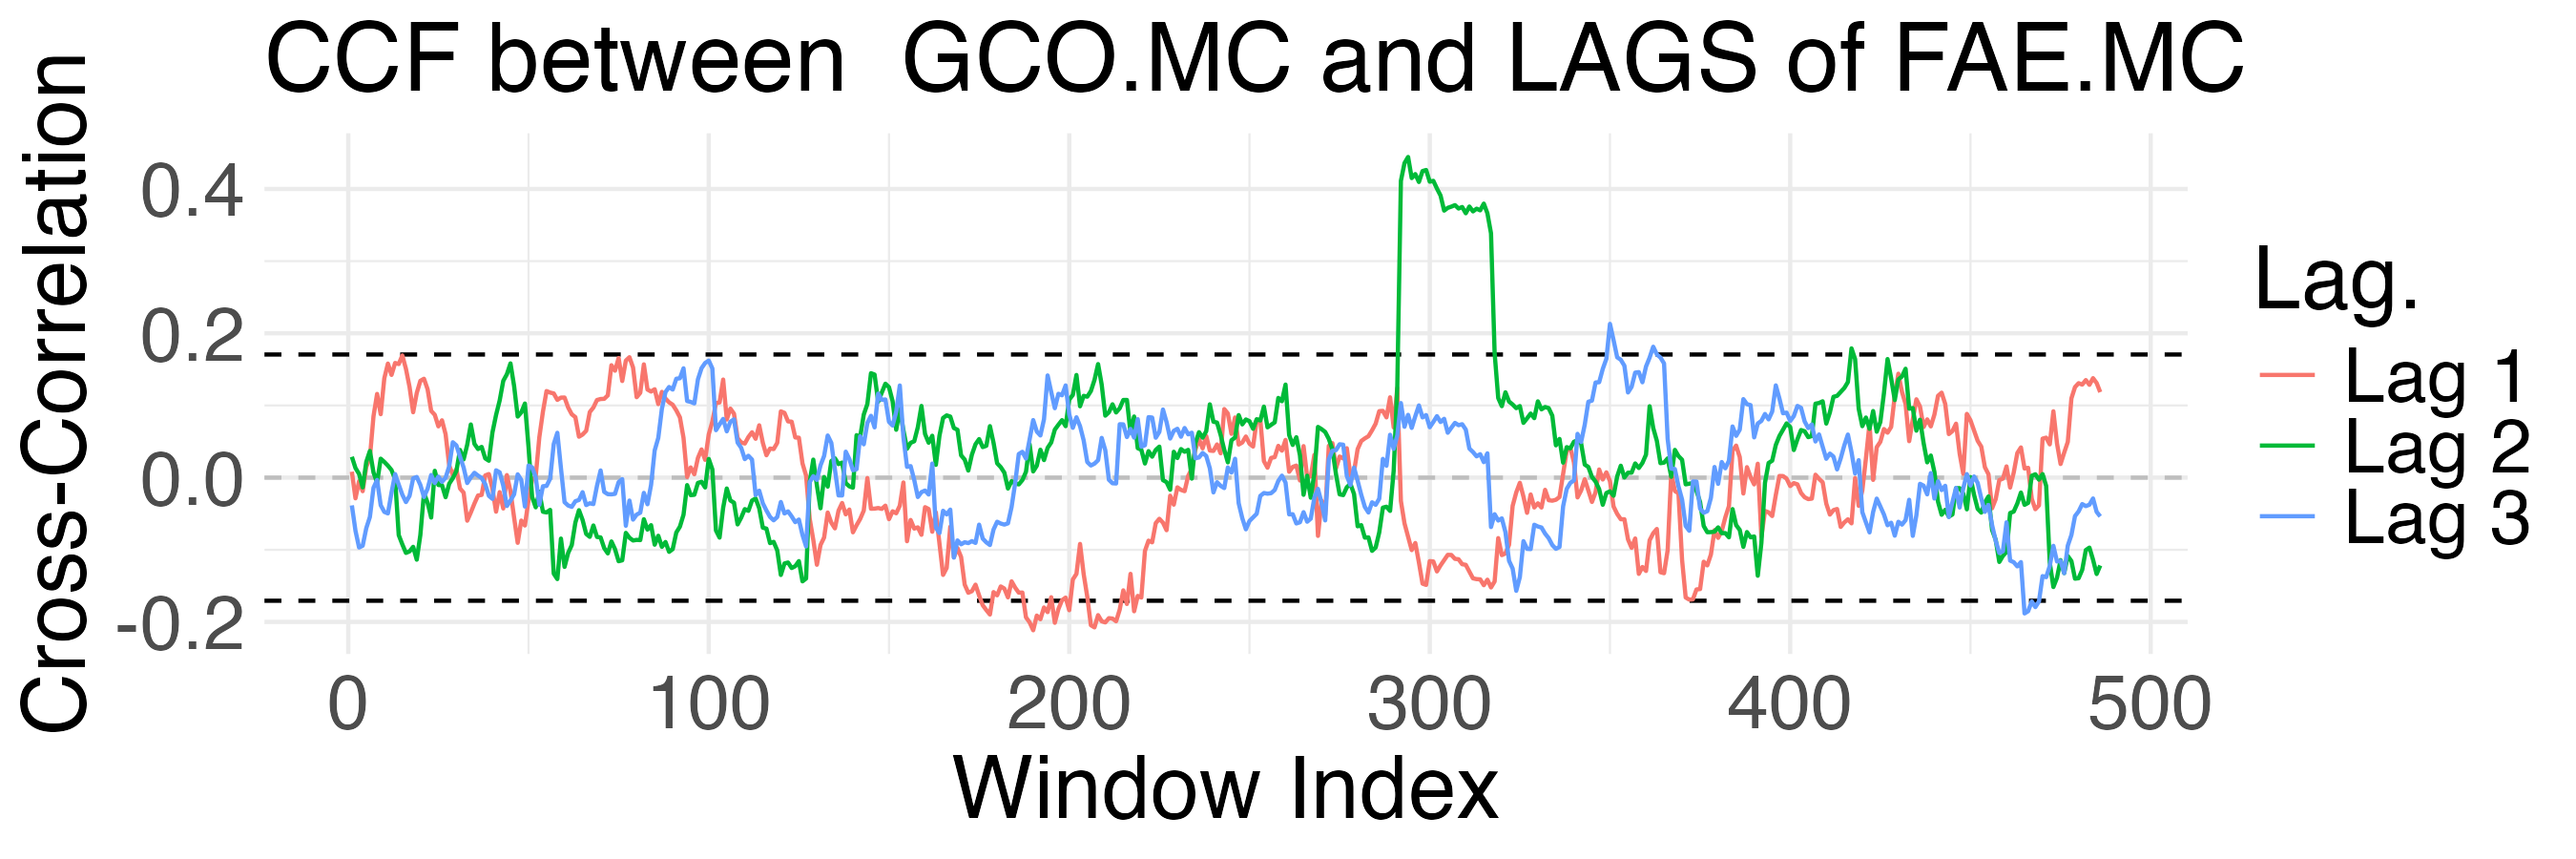 CCF between  GCO.MC and LAGS of FAE.MC
Cross-Correlation
0.4
0.2
0.0
-0.2
0 100 200 300 400 500
Window Index
Lag.
Lag 1
Lag 2
Lag 3